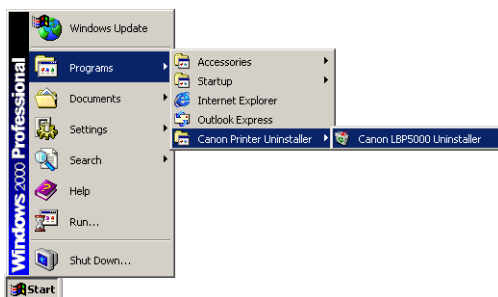 Windows 2000 Professional
Windows Update
Programs
Documents
Settings
Search
Help
Run...
Shut Down...
Start
Accessories
Startup
Internet Explorer
Outlook Express
Canon Printer Uninstaller
Canon LBP5000 Uninstaller